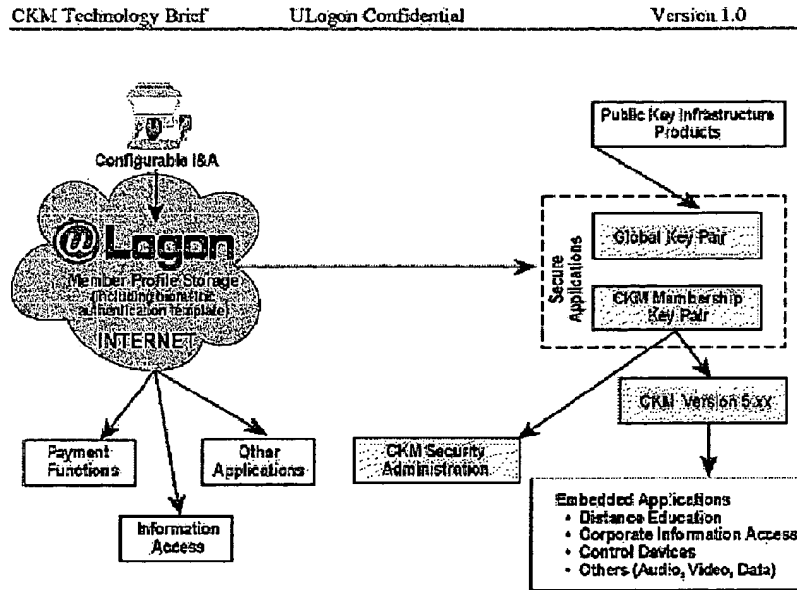 CKM Technology Brief ULogon Confidential Version 1.0
Configurable I&A
@Logon
Member Profile Storage
(including biometric
authentication template)
INTERNET
Payment
Functions
Other
Applications
Information
Access
Public Key Infrastructure
Products
Secure
Applications
Global Key Pair
CKM Membership
Key Pair
CKM Version 5.xx
CKM Security
Administration
Embedded Applications
• Distance Education
• Corporate Information Access
• Control Devices
• Others (Audio, Video, Data)